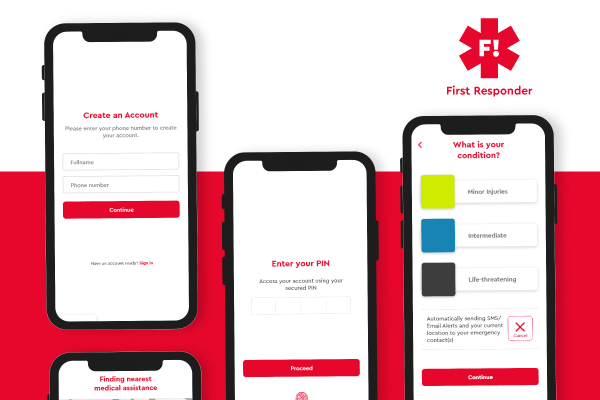 F!
First Responder
Create an Account
Please enter your phone number to create
your account.
Fullname
Phone number
Continue
Have an account ready? Sign in
Enter your PIN
Access your account using your
secured PIN
Proceed
What is your
condition?
Minor Injuries
Intermediate
Life-threatening
Automatically sending SMS/
Email Alerts and your current
location to your emergency
contact(s)
Cancel
Continue
Finding nearest
medical assistance